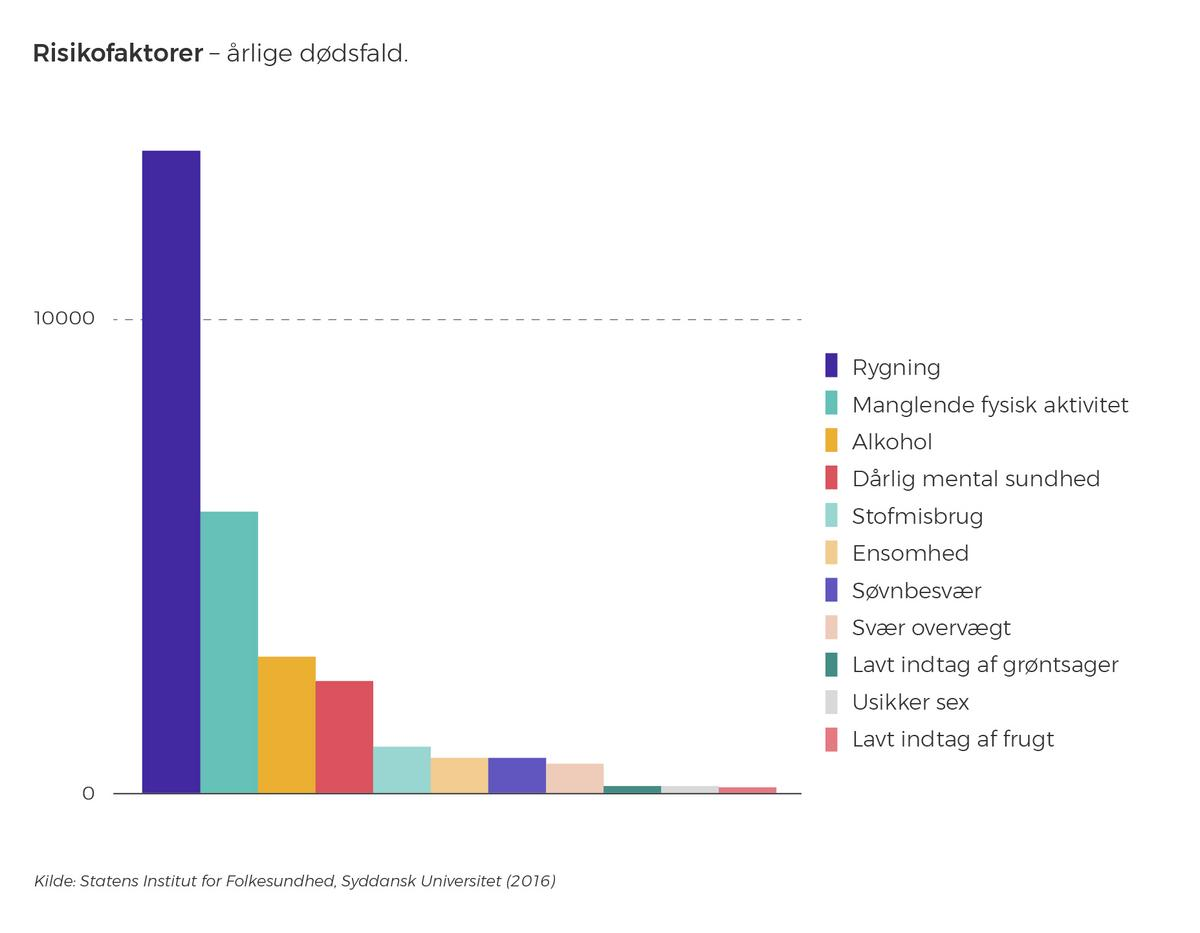 Risikofaktorer – årlige dødsfald.
10000
0
Rygning
Manglende fysisk aktivitet
Alkohol
Dårlig mental sundhed
Stofmisbrug
Ensomhed
Søvnbesvær
Svær overvægt
Lavt indtag af grøntsager
Usikker sex
Lavt indtag af frugt
Kilde: Statens Institut for Folkesundhed, Syddansk Universitet (2016)